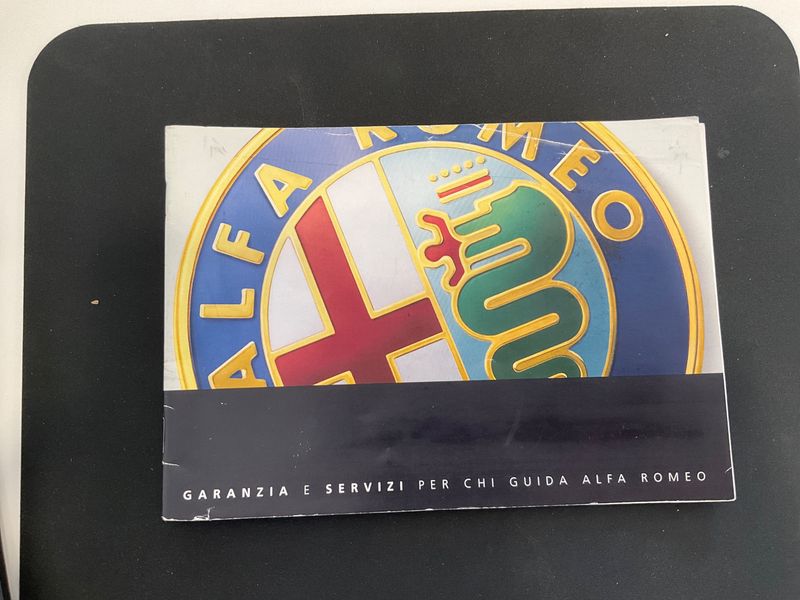 ALFA ROMEO
GARANZIA E SERVIZI PER CHI GUIDA ALFA ROMEO